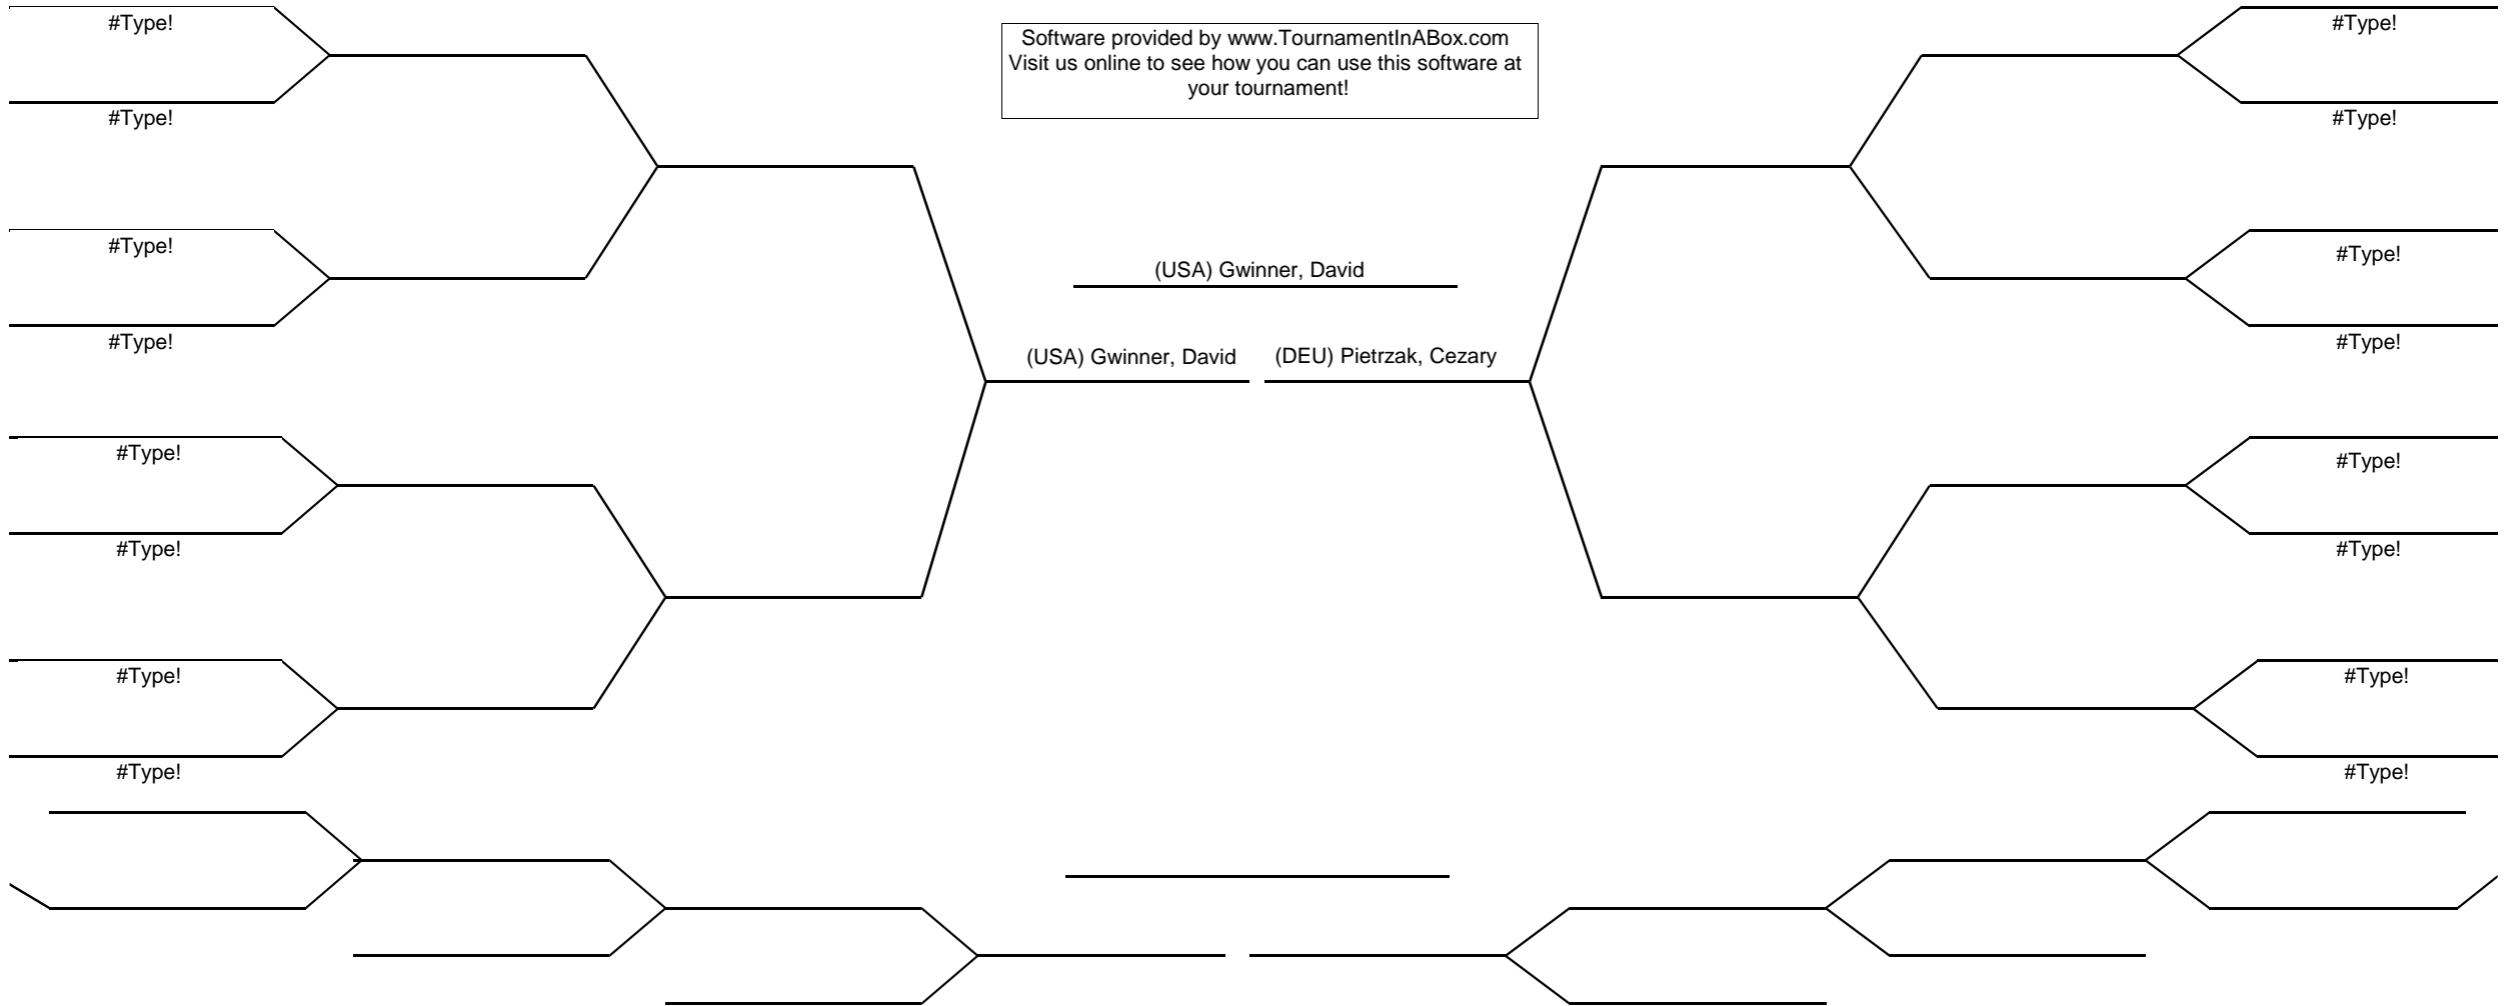 #Type!
#Type!
Software provided by www.TournamentInABox.com
Visit us online to see how you can use this software at
your tournament!
#Type!
#Type!
#Type!
(USA) Gwinner, David
#Type!
#Type!
(USA) Gwinner, David
(DEU) Pietrzak, Cezary
#Type!
#Type!
#Type!
#Type!
#Type!
#Type!
#Type!
#Type!
#Type!